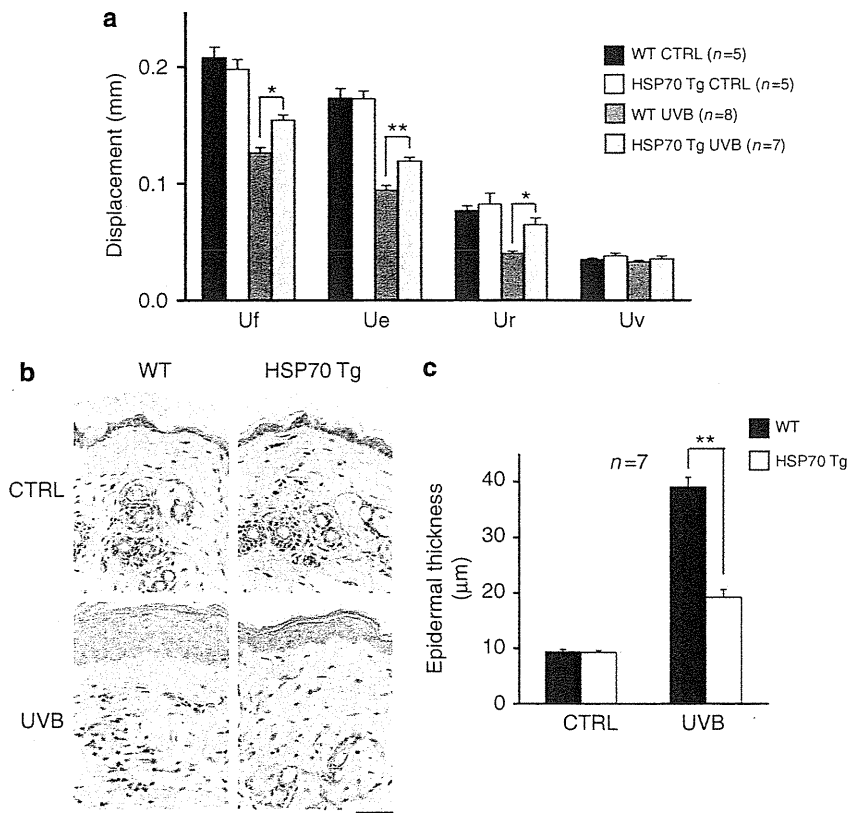 a
Displacement (mm)
0.2
0.1
0.0
* ** *
Uf Ue Ur Uv
WT CTRL (n=5)
HSP70 Tg CTRL (n=5)
WT UVB (n=8)
HSP70 Tg UVB (n=7)
b
WT HSP70 Tg
CTRL
UVB
c
WT
HSP70 Tg
n=7
**
Epidermal thickness
(μm)
40
30
20
10
0
CTRL UVB